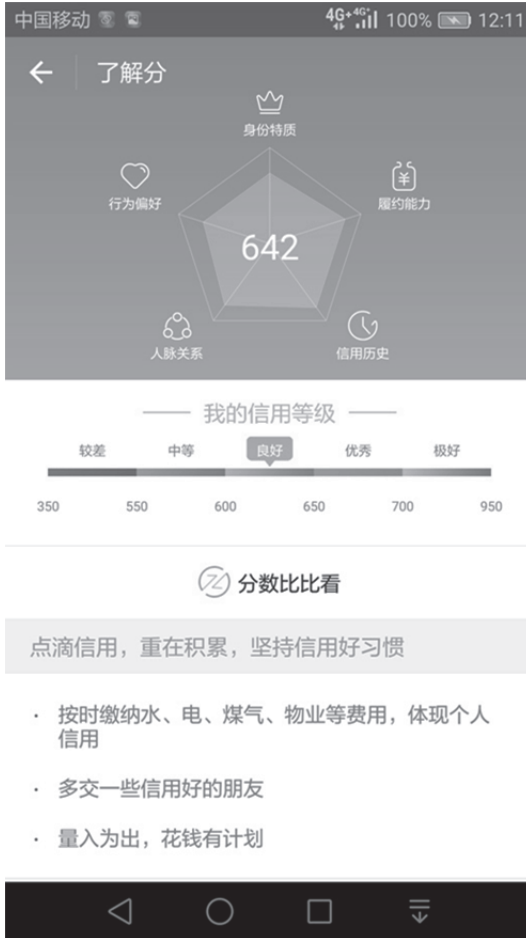 中国移动 4G+ 4G 100% 12:11
了解分
身份特质
行为偏好
履约能力
642
人脉关系
信用历史
我的信用等级
较差 中等 良好 优秀 极好
350 550 600 650 700 950
分数比比看
点滴信用，重在积累，坚持信用好习惯
· 按时缴纳水、电、煤气、物业等费用，体现个人
信用
· 多交一些信用好的朋友
· 量入为出，花钱有计划